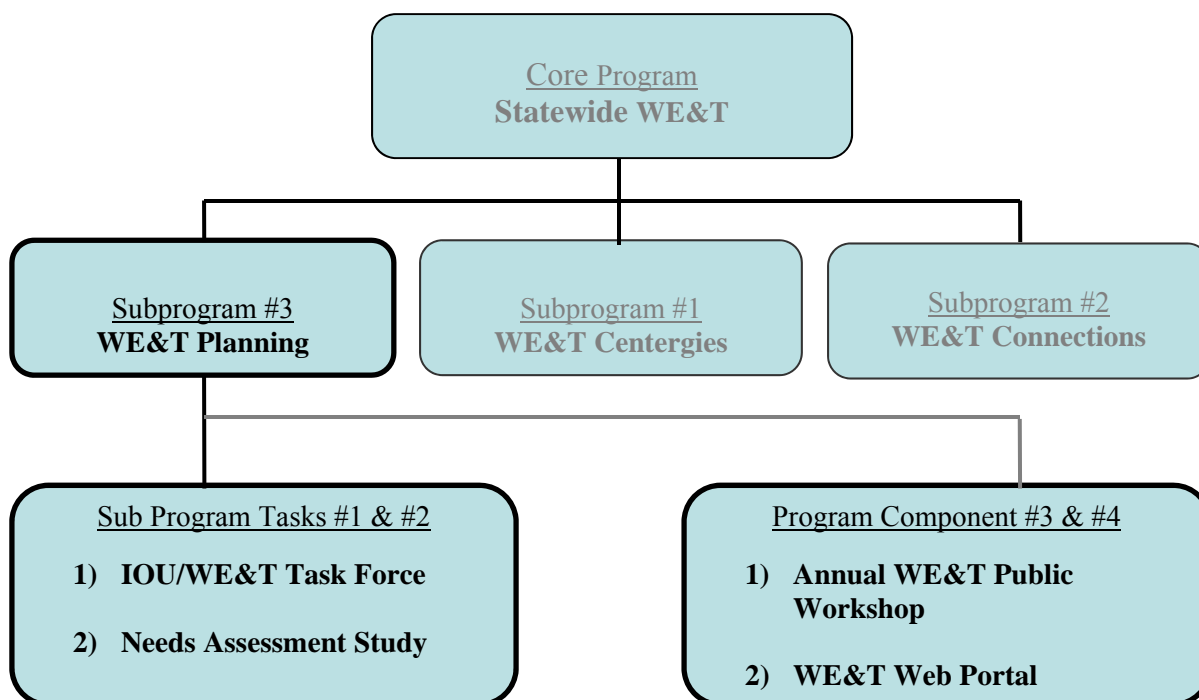 Core Program
Statewide WE&T
Subprogram #3
WE&T Planning
Subprogram #1
WE&T Centergies
Subprogram #2
WE&T Connections
Sub Program Tasks #1 & #2
1) IOU/WE&T Task Force
2) Needs Assessment Study
Program Component #3 & #4
1) Annual WE&T Public
Workshop
2) WE&T Web Portal